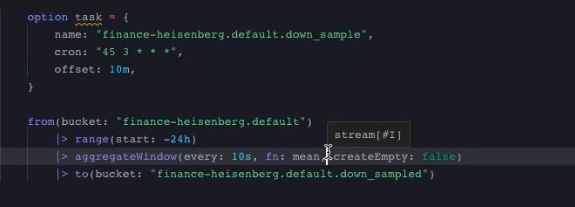 option task = {
name: "finance-heisenberg.default.down_sample",
cron: "45 3 * * *",
offset: 10m,
}
from(bucket: "finance-heisenberg.default")
stream[#I]
|> range(start: -24h)
|> aggregateWindow(every: 10s, fn: mean, createEmpty: false)
|> to(bucket: "finance-heisenberg.default.down_sampled")